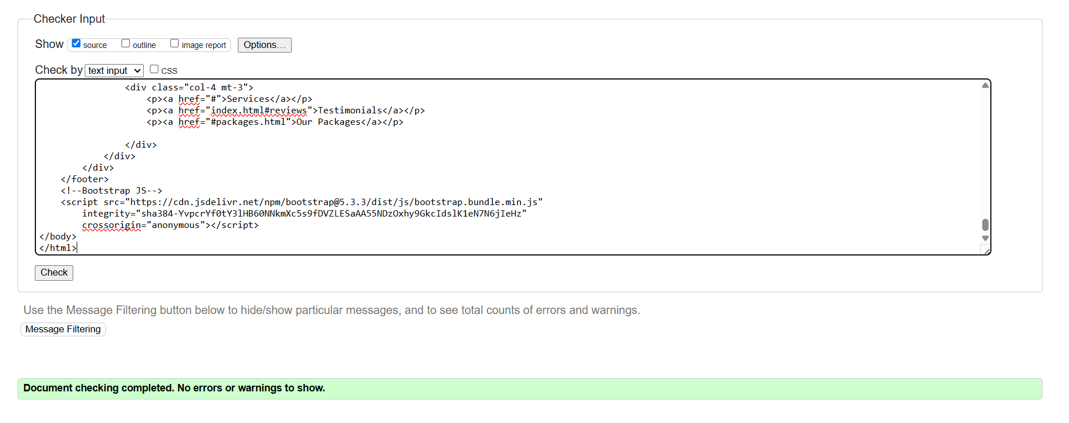 Checker Input
Show source outline image report Options...
Check by text input css
<div class="col-4 mt-3">
<p><a href="#">Services</a></p>
<p><a href="index.html#reviews">Testimonials</a></p>
<p><a href="#packages.html">Our Packages</a></p>
</div>
</div>
</div>
</footer>
<!--Bootstrap JS-->
<script src="https://cdn.jsdelivr.net/npm/bootstrap@5.3.3/dist/js/bootstrap.bundle.min.js"
integrity="sha384-YvpcrYf0tY3lHB60NNkmXc5s9fDVZLESaAA55NDzOxhy9GkcIdslK1eN7N6jIeHz"
crossorigin="anonymous"></script>
</body>
</html>
Check
Use the Message Filtering button below to hide/show particular messages, and to see total counts of errors and warnings.
Message Filtering
Document checking completed. No errors or warnings to show.